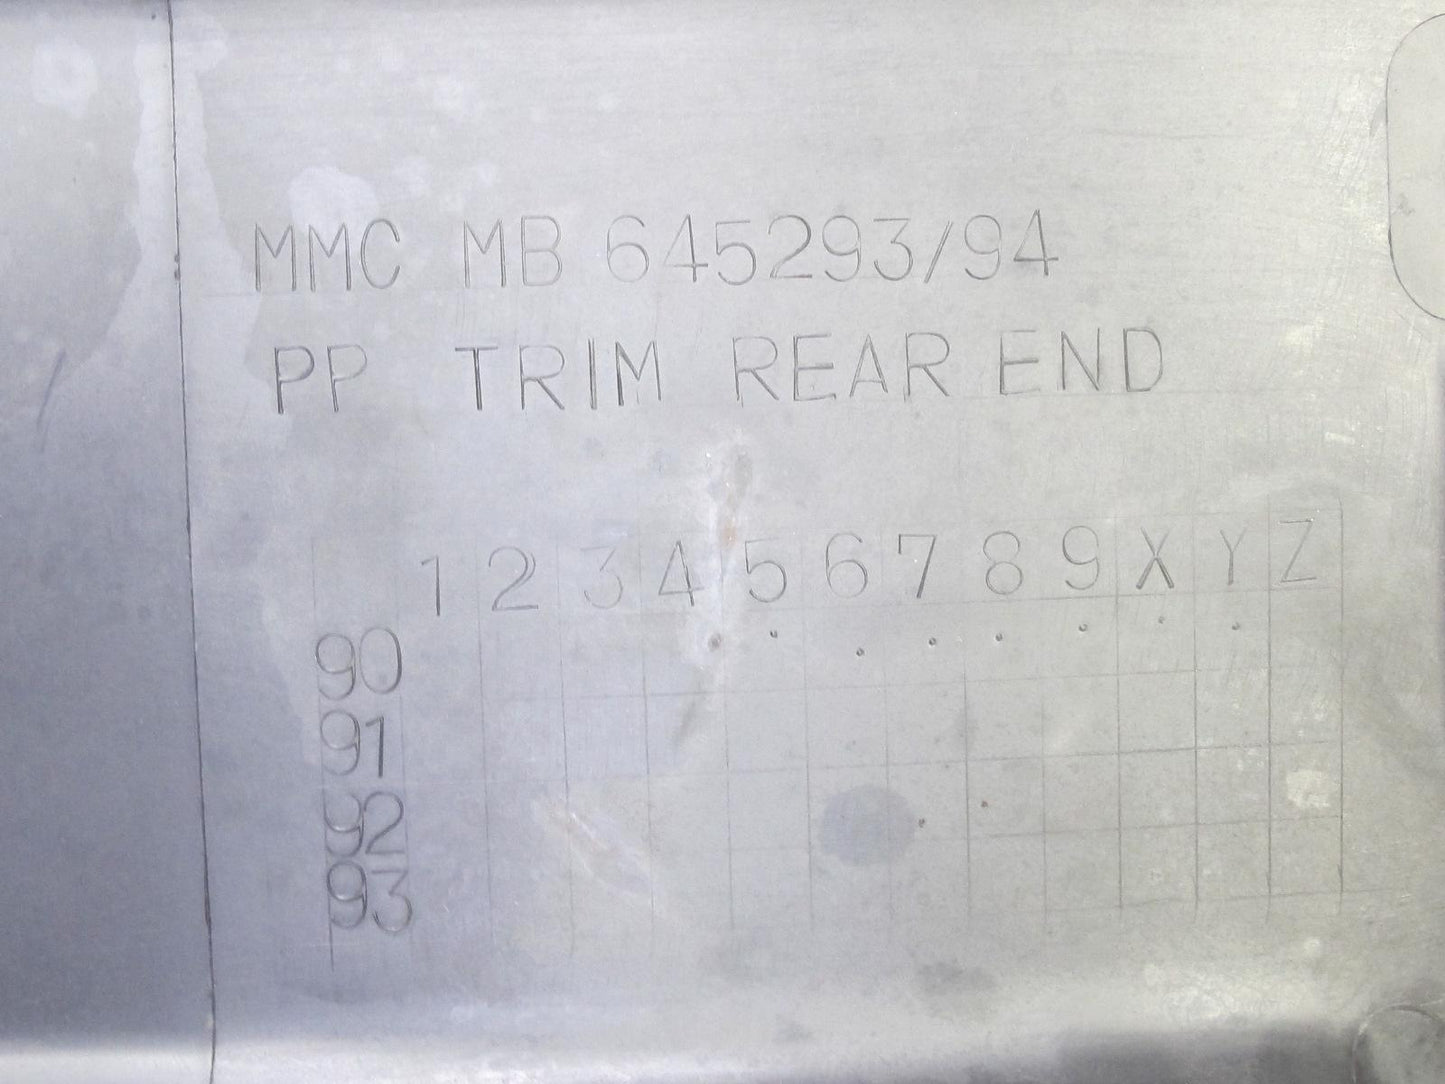 MMC MB 645293/94
PP TRIM REAR END
1 2 3 4 5 6 7 8 9 X Y Z
90
91
92
93